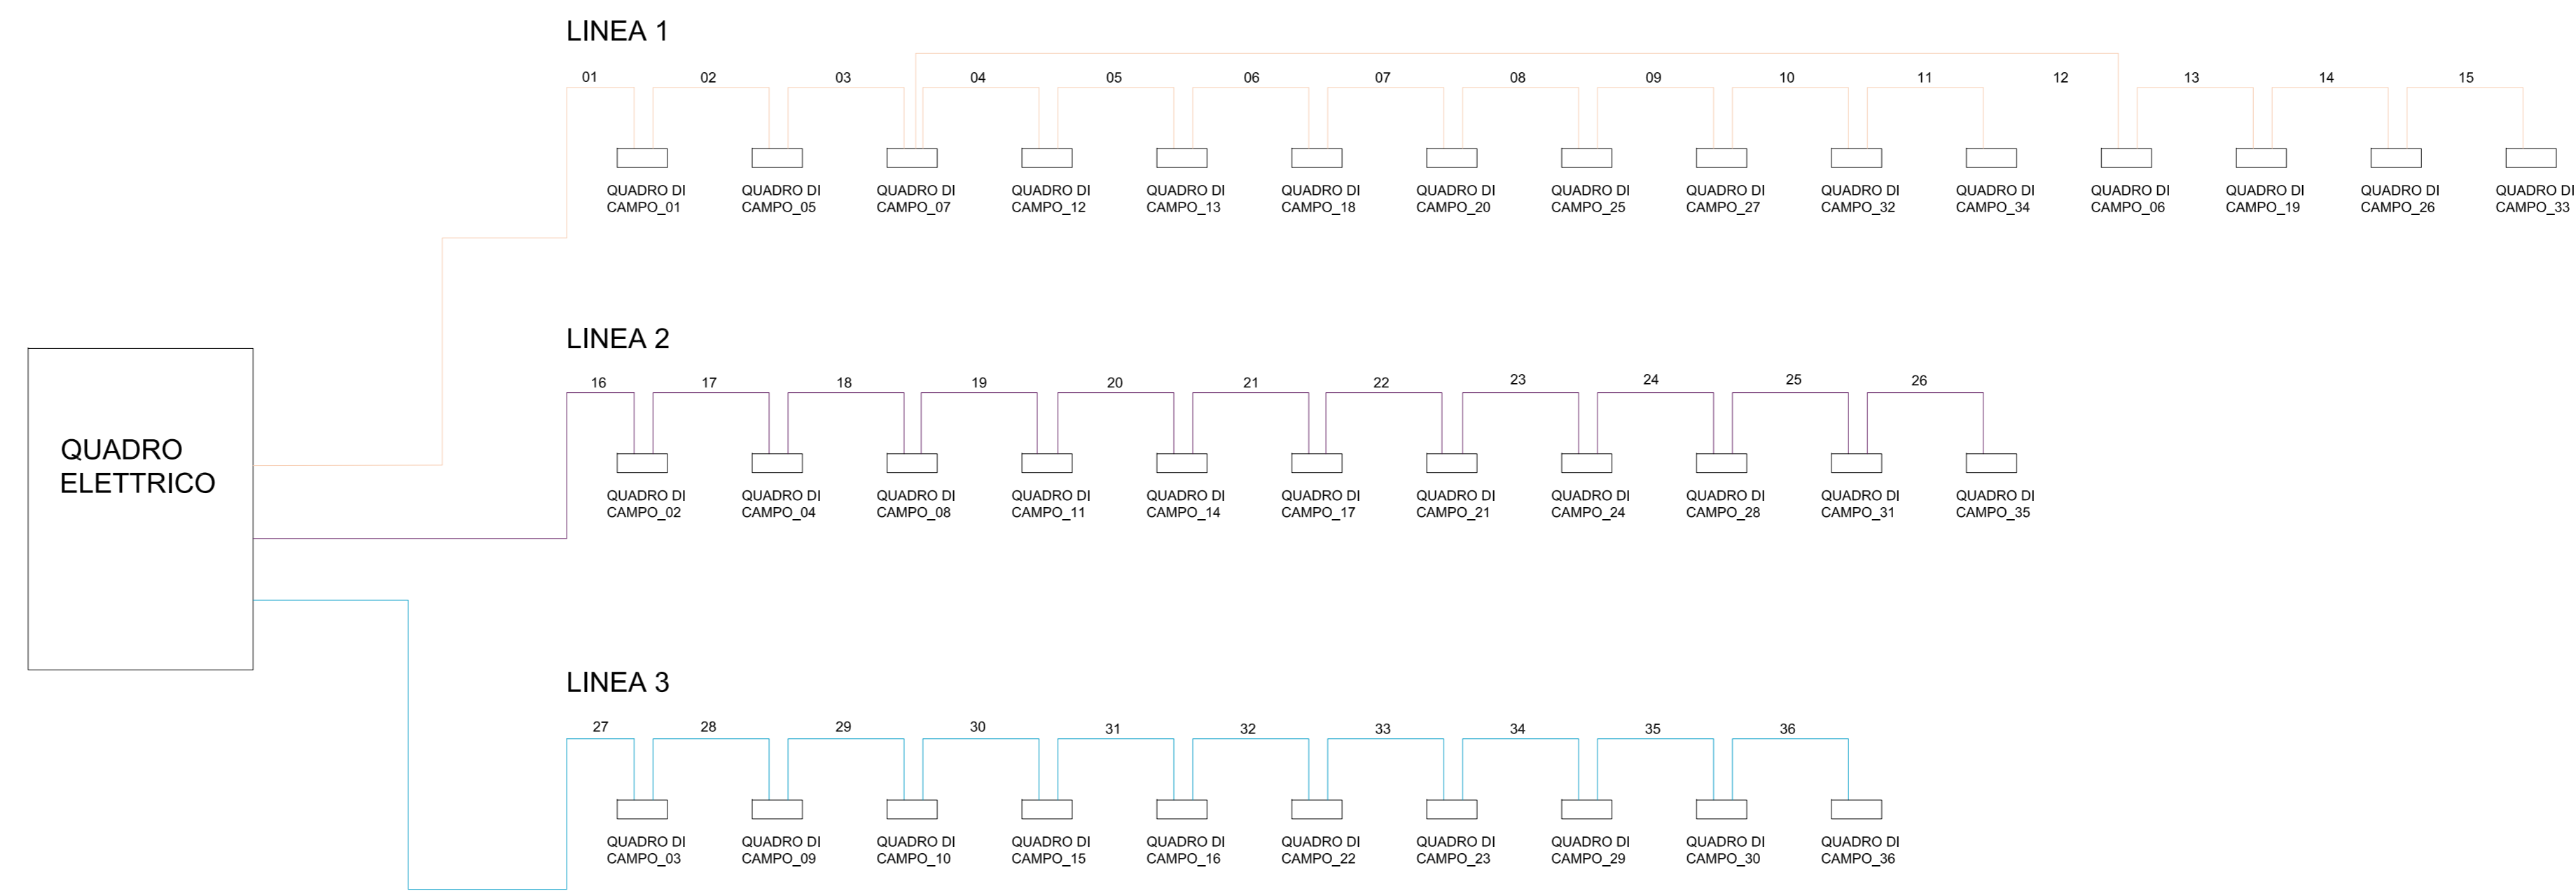 LINEA 1
01 02 03 04 05 06 07 08 09 10 11 12 13 14 15
QUADRO DI QUADRO DI QUADRO DI QUADRO DI QUADRO DI QUADRO DI QUADRO DI QUADRO DI QUADRO DI QUADRO DI QUADRO DI QUADRO DI QUADRO DI QUADRO DI QUADRO DI
CAMPO_01 CAMPO_05 CAMPO_07 CAMPO_12 CAMPO_13 CAMPO_18 CAMPO_20 CAMPO_25 CAMPO_27 CAMPO_32 CAMPO_34 CAMPO_06 CAMPO_19 CAMPO_26 CAMPO_33
LINEA 2
16 17 18 19 20 21 22 23 24 25 26
QUADRO
ELETTRICO
QUADRO DI QUADRO DI QUADRO DI QUADRO DI QUADRO DI QUADRO DI QUADRO DI QUADRO DI QUADRO DI QUADRO DI QUADRO DI
CAMPO_02 CAMPO_04 CAMPO_08 CAMPO_11 CAMPO_14 CAMPO_17 CAMPO_21 CAMPO_24 CAMPO_28 CAMPO_31 CAMPO_35
LINEA 3
27 28 29 30 31 32 33 34 35 36
QUADRO DI QUADRO DI QUADRO DI QUADRO DI QUADRO DI QUADRO DI QUADRO DI QUADRO DI QUADRO DI QUADRO DI
CAMPO_03 CAMPO_09 CAMPO_10 CAMPO_15 CAMPO_16 CAMPO_22 CAMPO_23 CAMPO_29 CAMPO_30 CAMPO_36